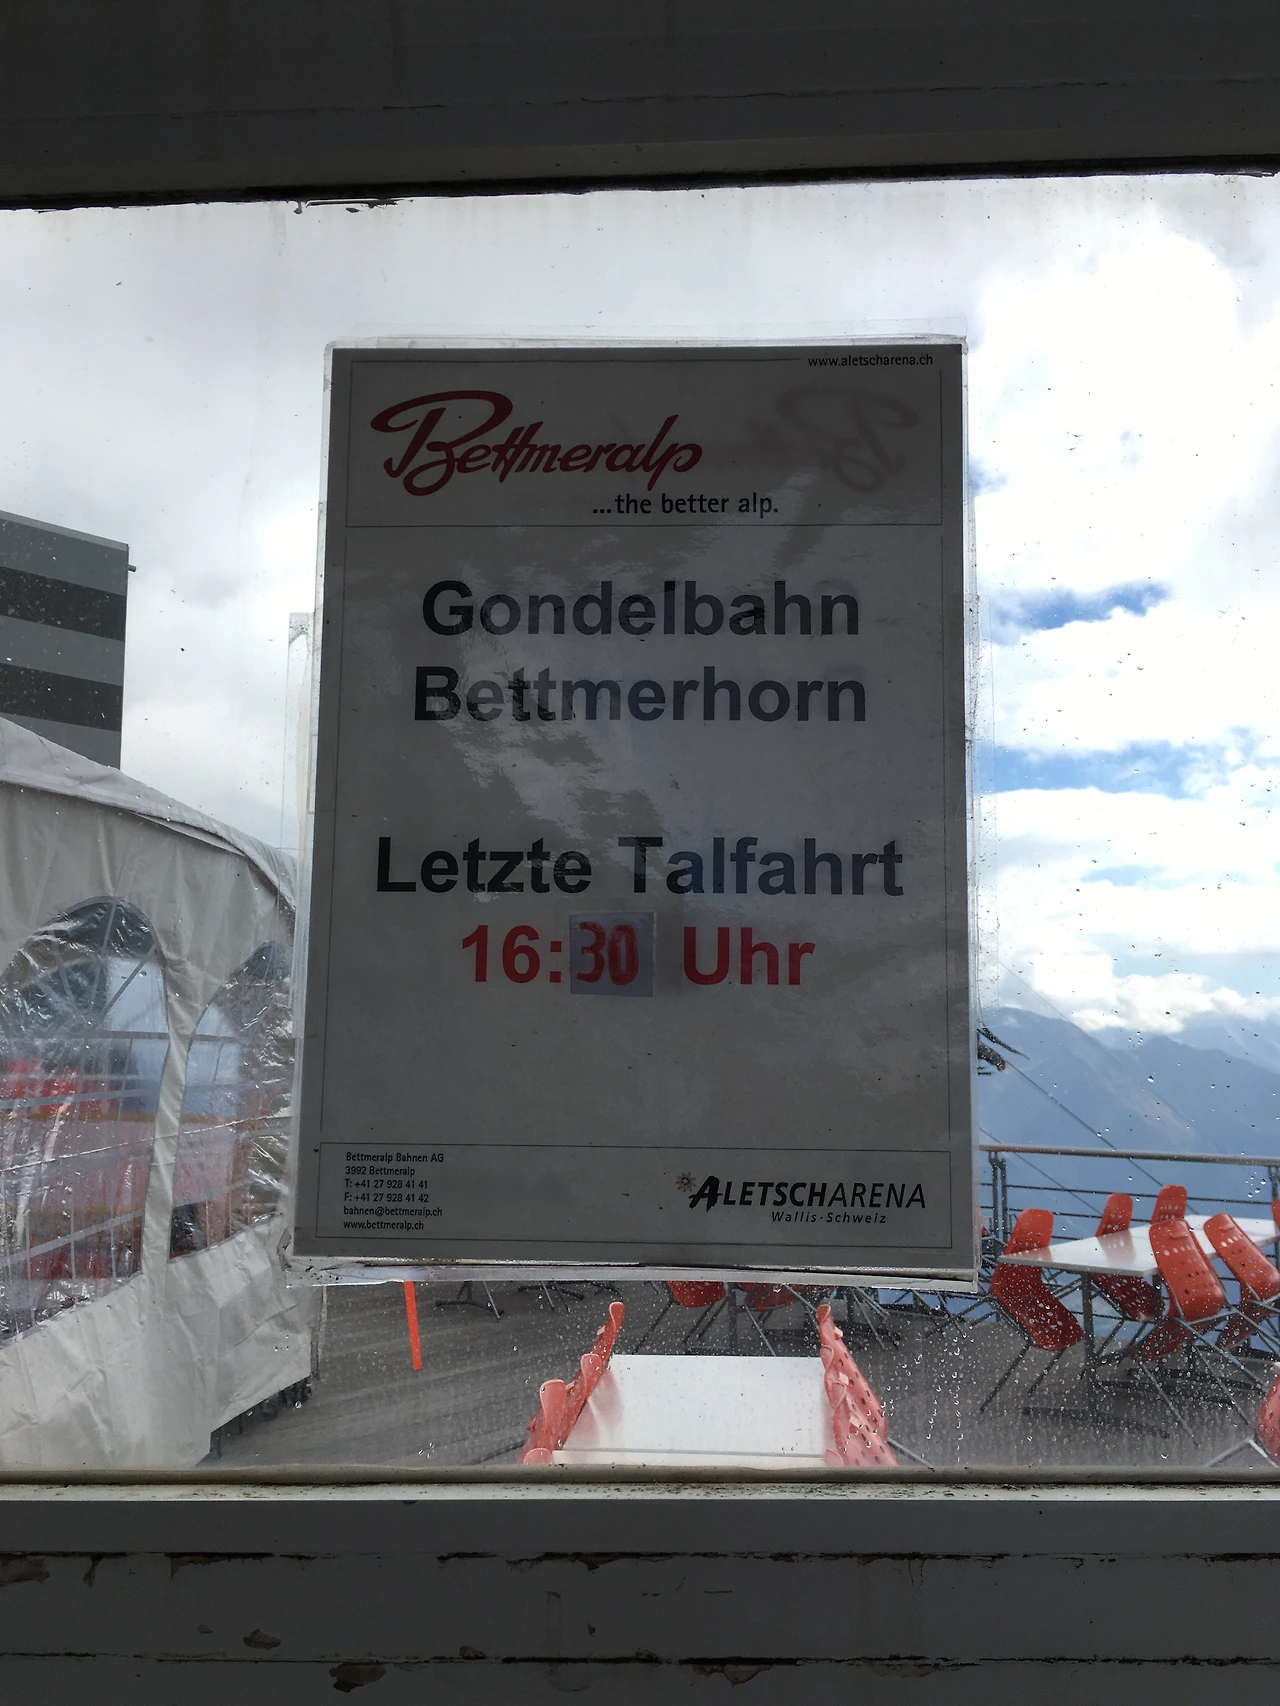 www.aletscharena.ch
Bettmeralp
...the better alp.
Gondelbahn
Bettmerhorn
Letzte Talfahrt
16:30 Uhr
Bettmeralp Bahnen AG
3992 Bettmeralp
T: +41 27 928 41 41
F: +41 27 928 41 42
bahnen@bettmeralp.ch
www.bettmeralp.ch
ALETSCHARENA
Wallis·Schweiz